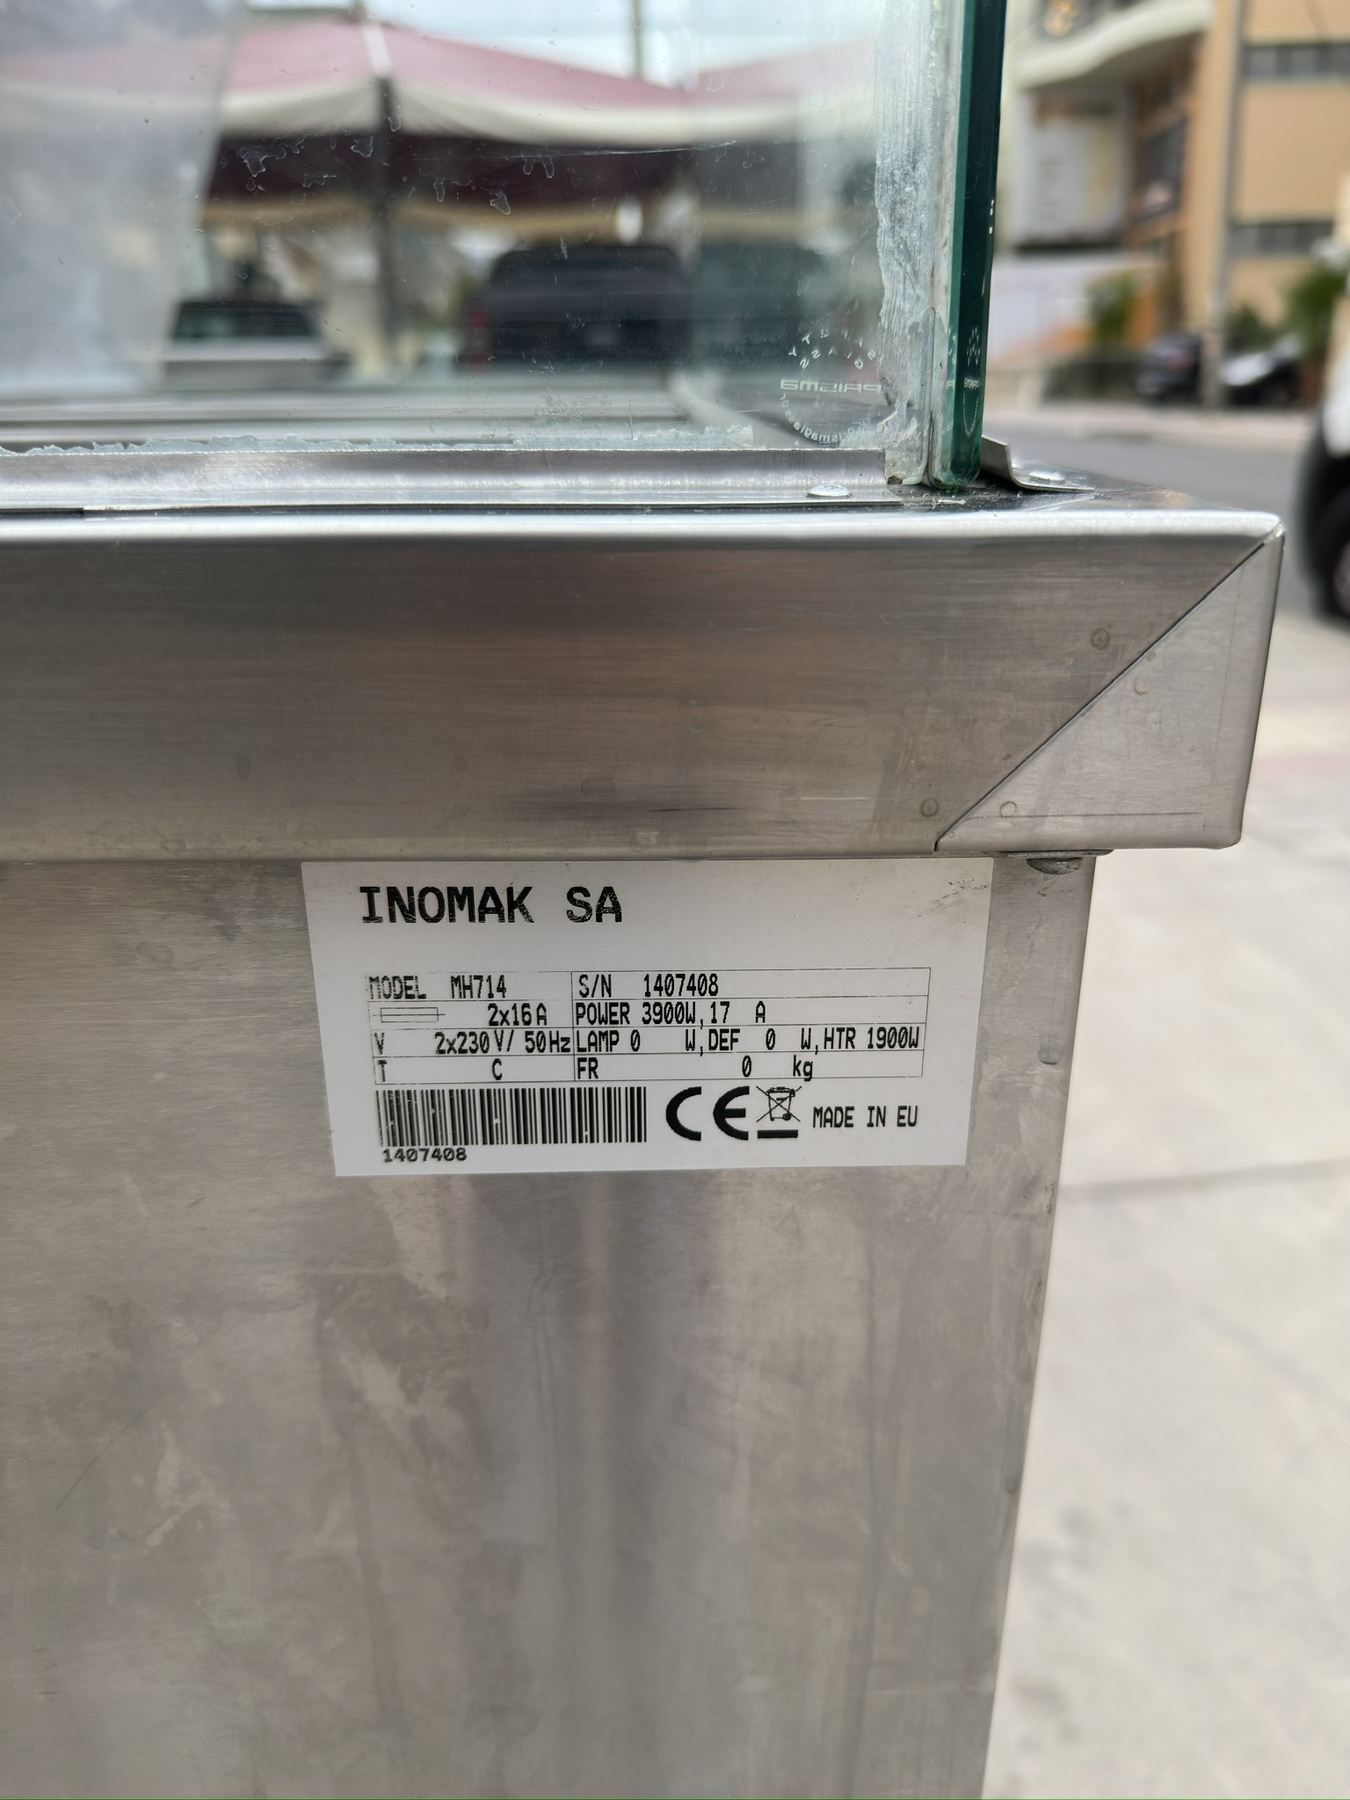 INOMAK SA
MODEL MH714 S/N 1407408
2x16 A POWER 3900W, 17 A
V 2x230 V/ 50Hz LAMP 0 W, DEF 0 W, HTR 1900W
T C FR 0 kg
CE MADE IN EU
1407408